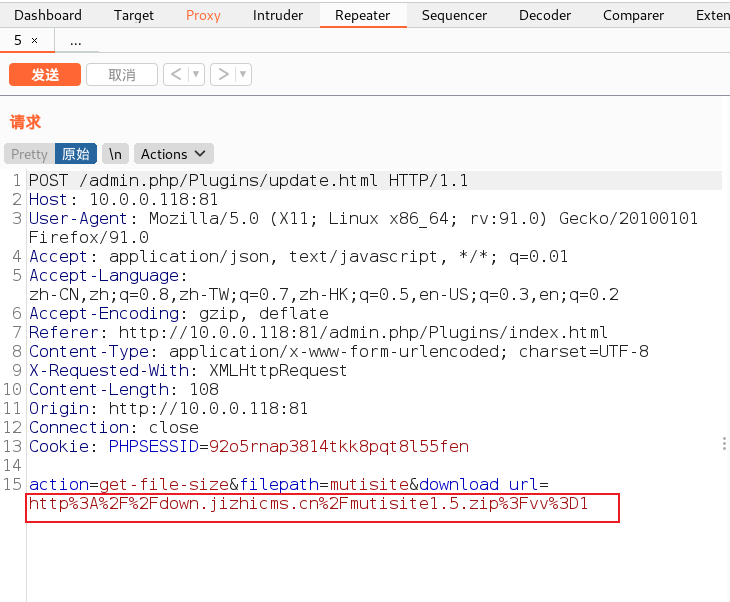 Dashboard Target Proxy Intruder Repeater Sequencer Decoder Comparer Exten
5 × ...
发送 取消 < ▼ > ▼
请求
Pretty 原始 \n Actions
1 POST /admin.php/Plugins/update.html HTTP/1.1
2 Host: 10.0.0.118:81
3 User-Agent: Mozilla/5.0 (X11; Linux x86_64; rv:91.0) Gecko/20100101
Firefox/91.0
4 Accept: application/json, text/javascript, */*; q=0.01
5 Accept-Language:
zh-CN,zh;q=0.8,zh-TW;q=0.7,zh-HK;q=0.5,en-US;q=0.3,en;q=0.2
6 Accept-Encoding: gzip, deflate
7 Referer: http://10.0.0.118:81/admin.php/Plugins/index.html
8 Content-Type: application/x-www-form-urlencoded; charset=UTF-8
9 X-Requested-With: XMLHttpRequest
10 Content-Length: 108
11 Origin: http://10.0.0.118:81
12 Connection: close
13 Cookie: PHPSESSID=92o5rnap3814tkk8pqt8l55fen
14
15 action=get-file-size&filepath=mutisite&download_url=
http%3A%2F%2Fdown.jizhicms.cn%2Fmutisite1.5.zip%3Fvv%3D1